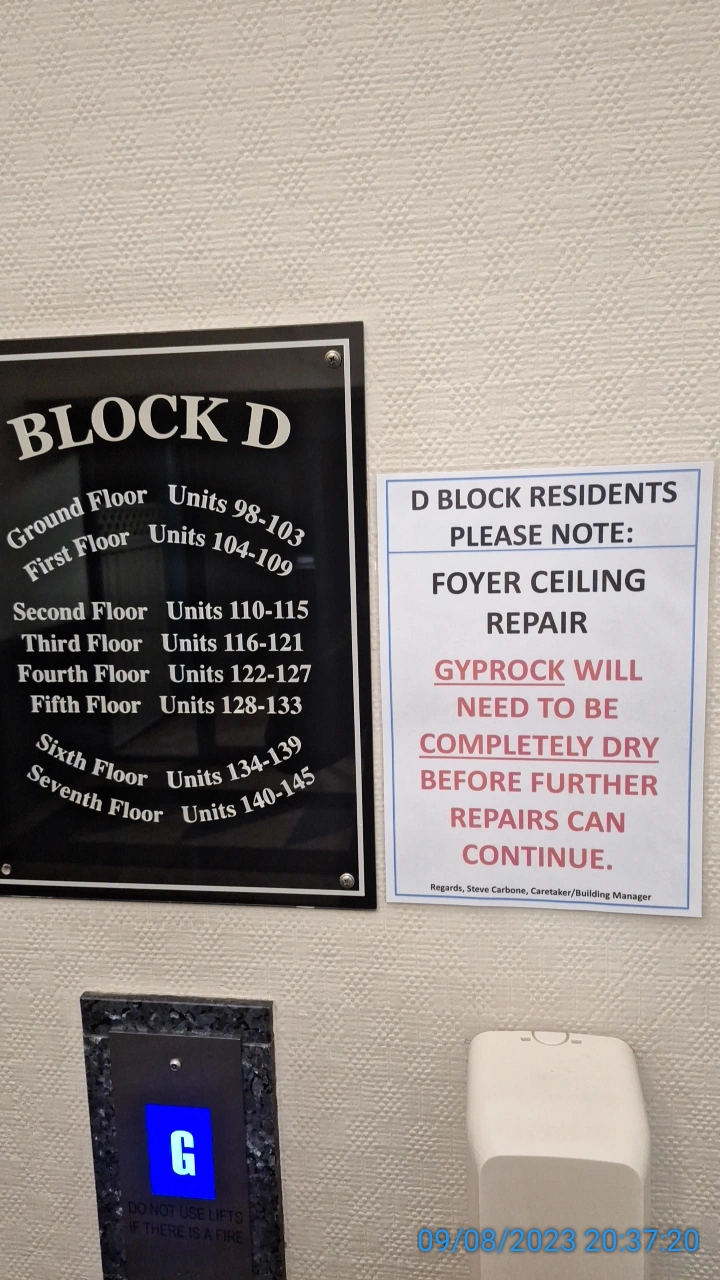 BLOCK D
Ground Floor Units 98-103
First Floor Units 104-109
Second Floor Units 110-115
Third Floor Units 116-121
Fourth Floor Units 122-127
Fifth Floor Units 128-133
Sixth Floor Units 134-139
Seventh Floor Units 140-145
D BLOCK RESIDENTS
PLEASE NOTE:
FOYER CEILING
REPAIR
GYPROCK WILL
NEED TO BE
COMPLETELY DRY
BEFORE FURTHER
REPAIRS CAN
CONTINUE.
Regards, Steve Carbone, Caretaker/Building Manager
G
DO NOT USE LIFTS
IF THERE IS A FIRE
09/08/2023 20:37:20